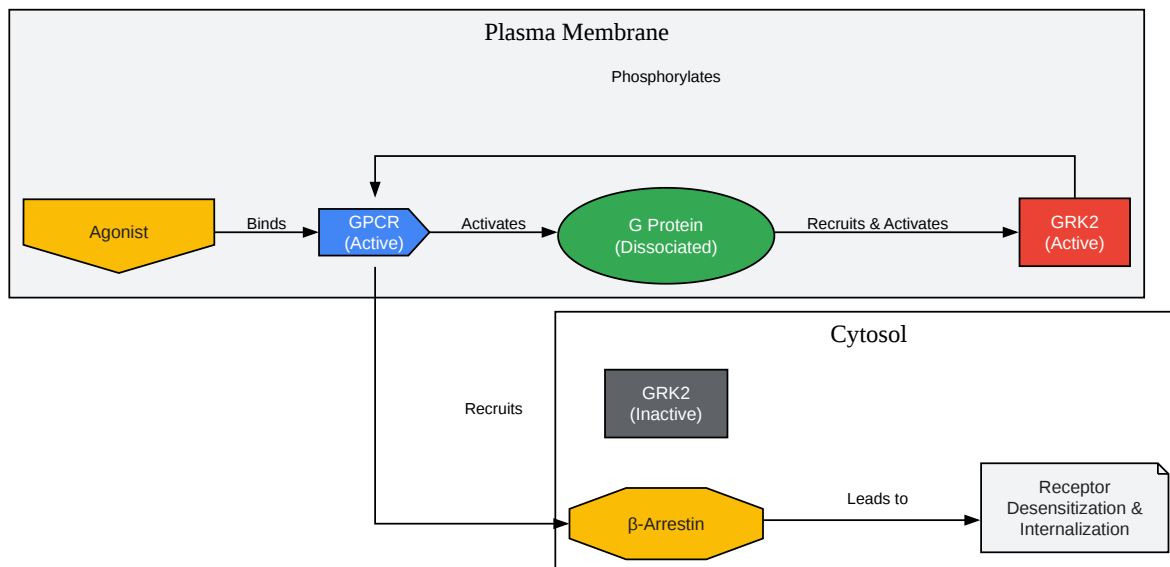 Plasma Membrane
Phosphorylates
Agonist
Binds
GPCR
(Active)
Activates
G Protein
(Dissociated)
Recruits & Activates
GRK2
(Active)
Cytosol
GRK2
(Inactive)
Recruits
β-Arrestin
Leads to
Receptor
Desensitization &
Internalization